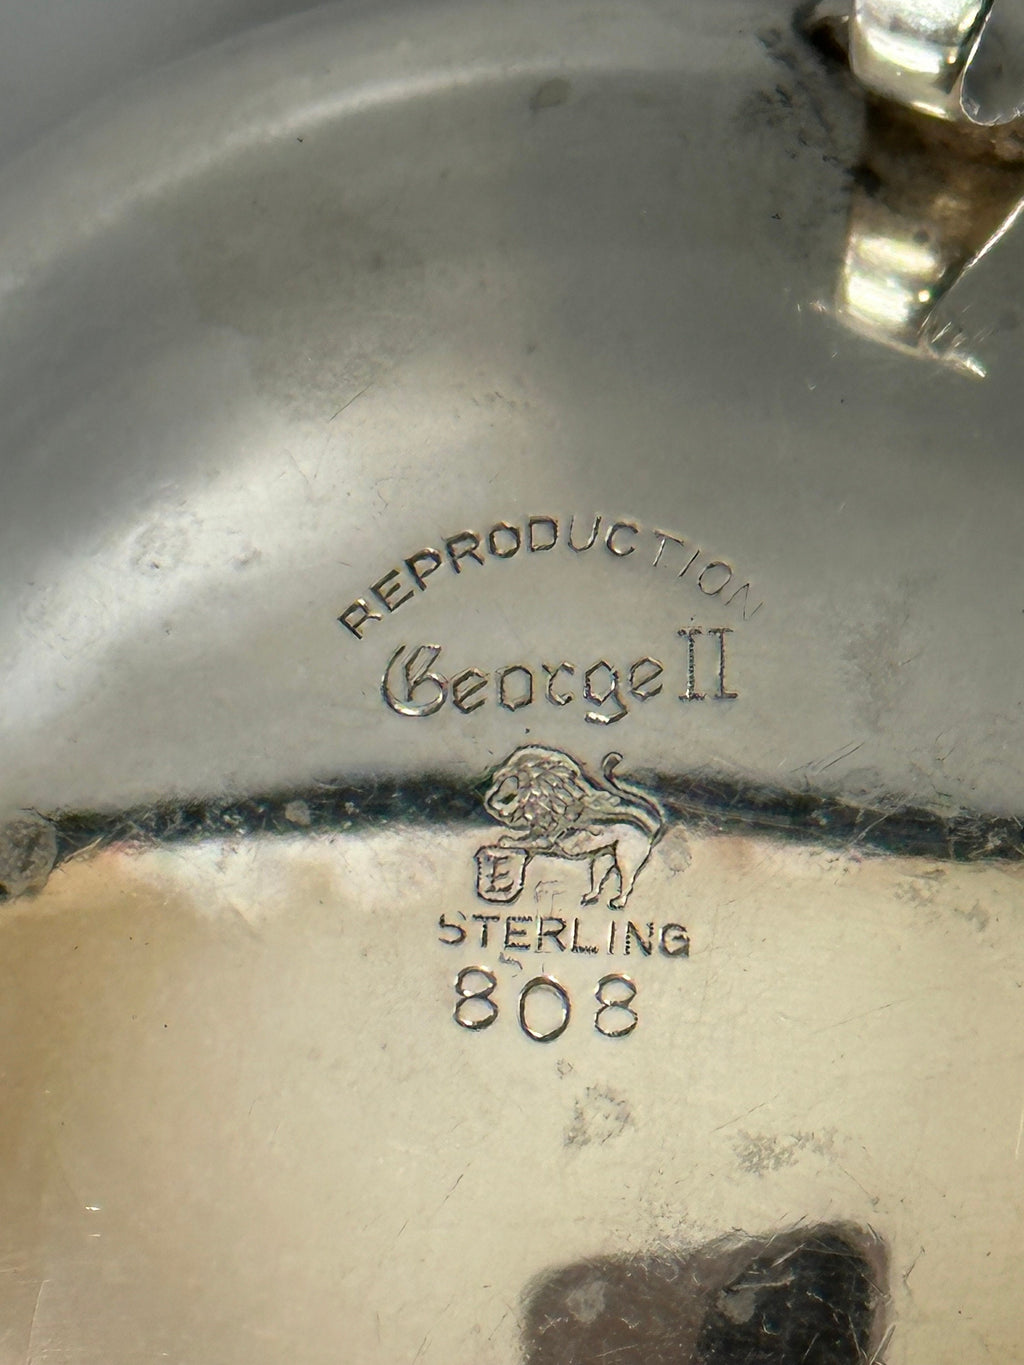 REPRODUCTION
George II
E
STERLING
808